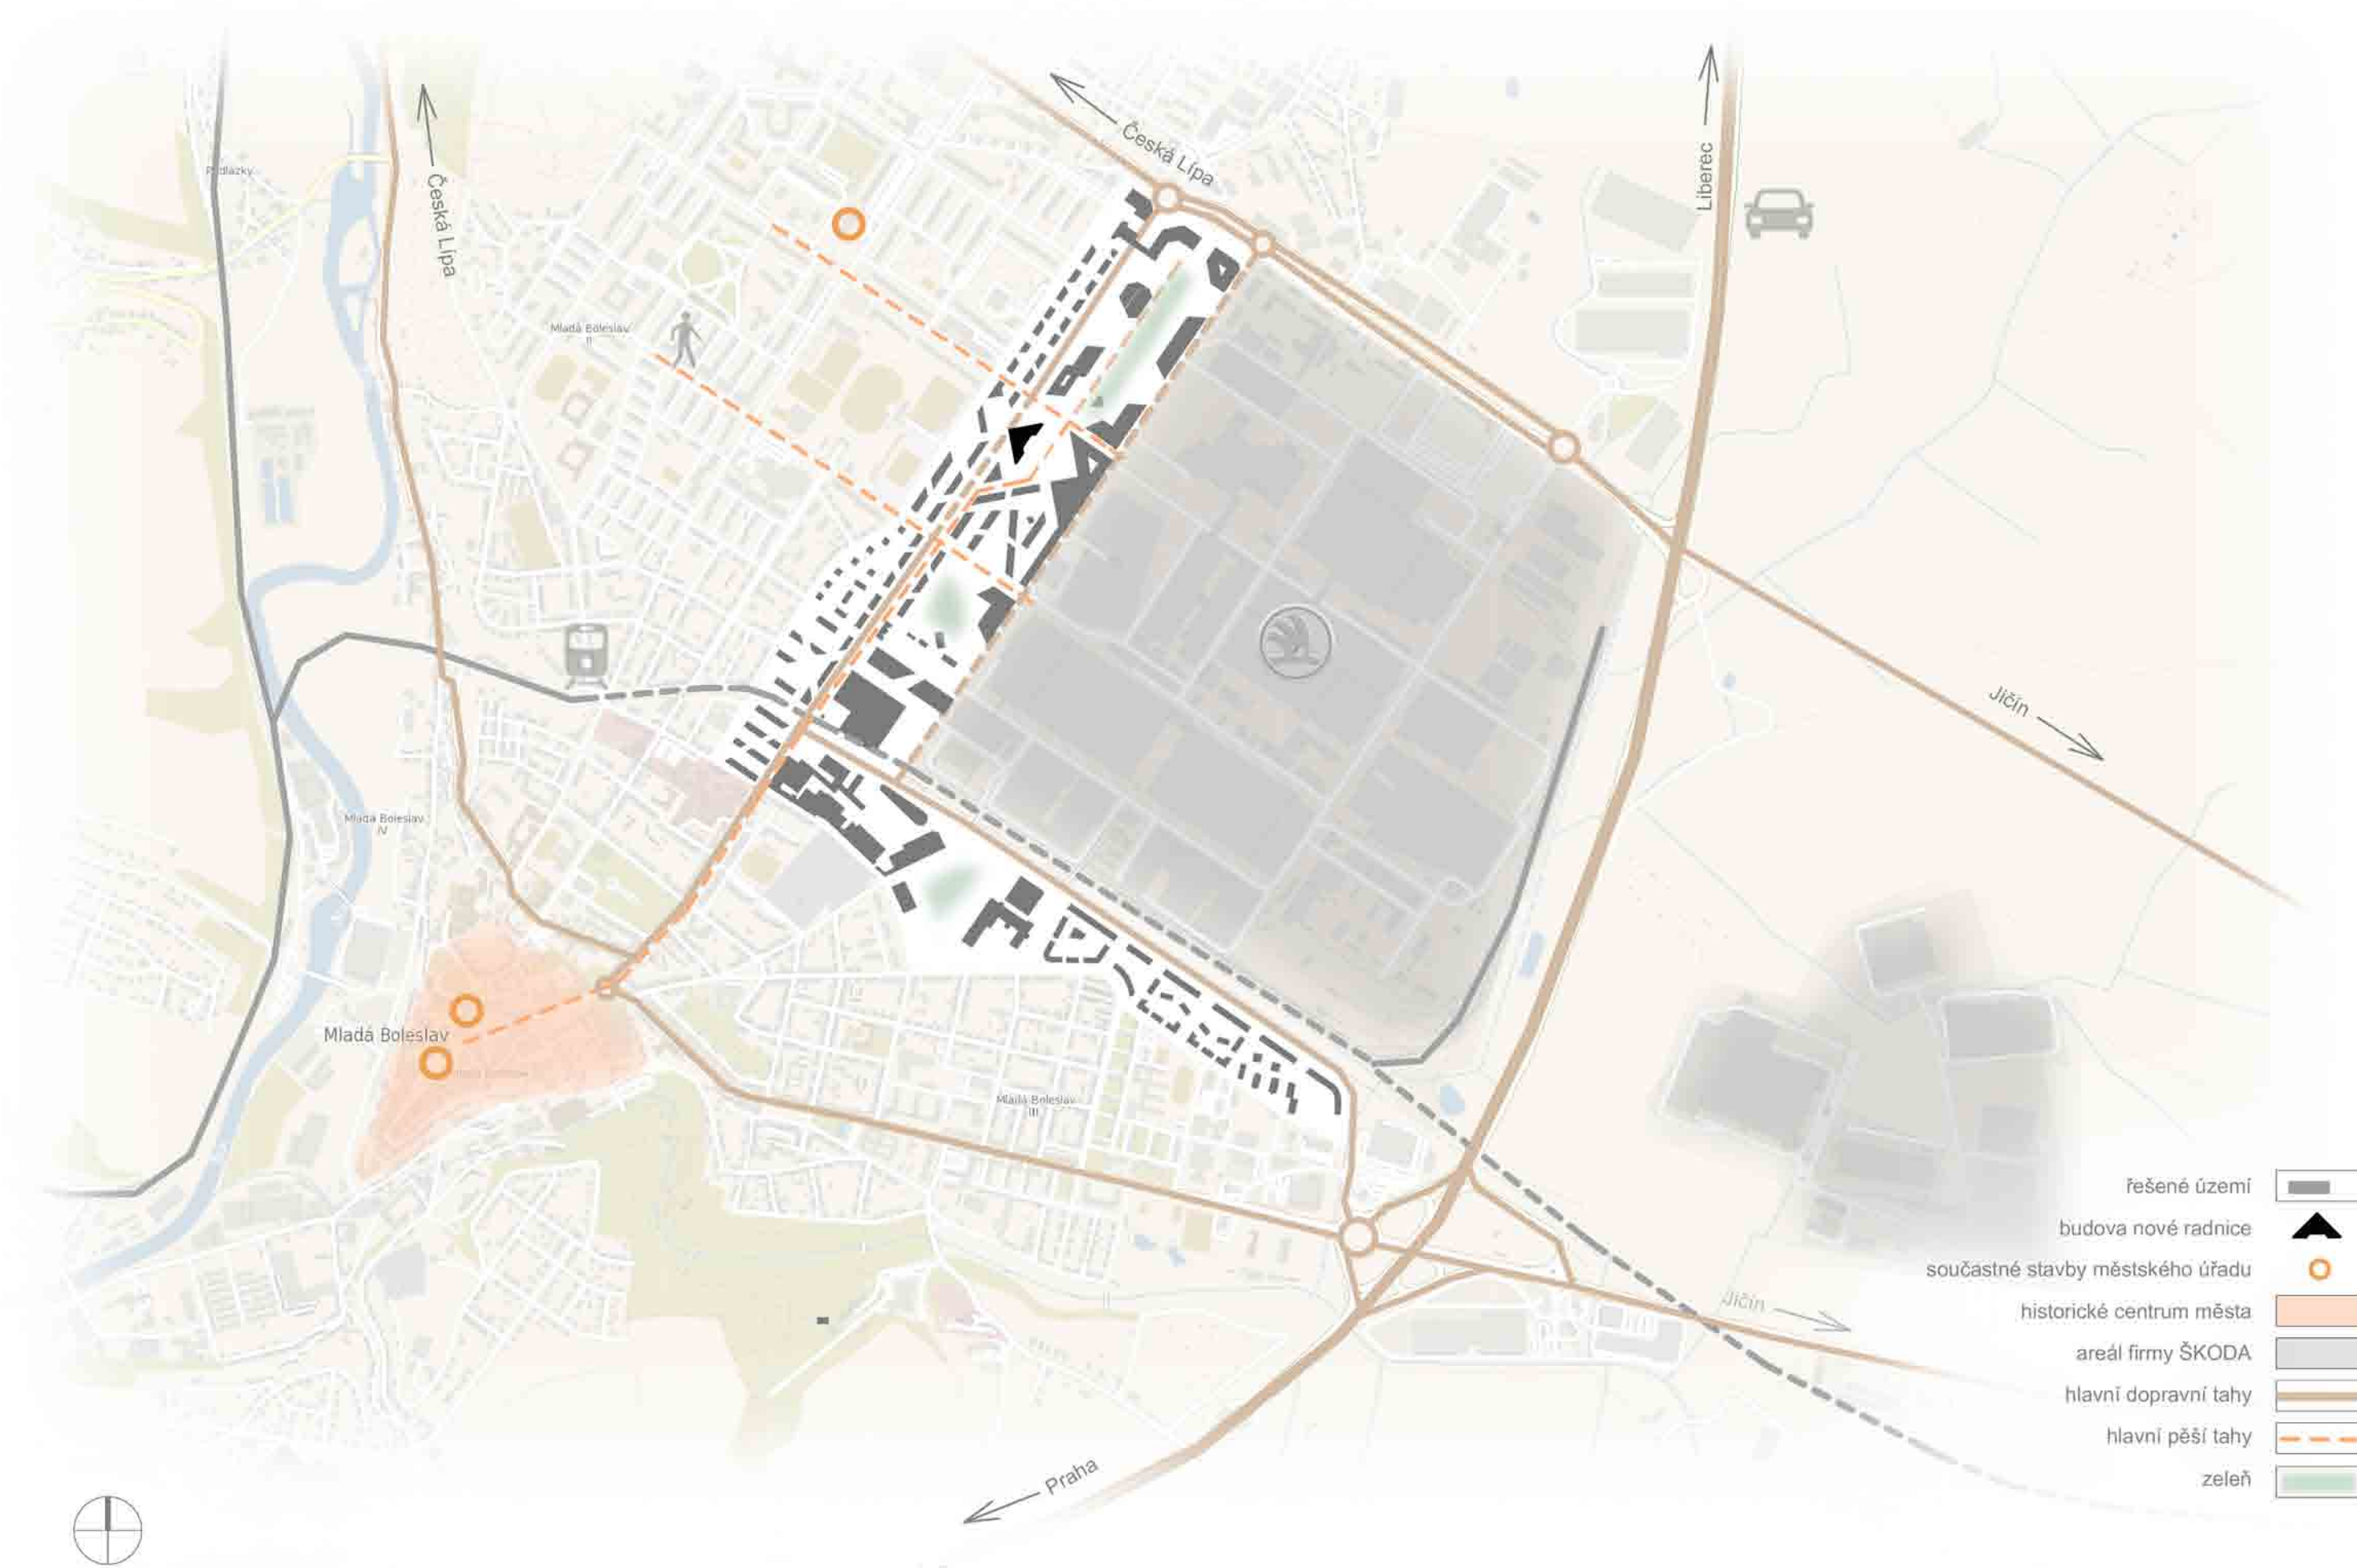 Česká Lípa
Liberec
Česká Lípa
Mladá Boleslav
II
Jičín
Mladá Boleslav
IV
Mladá Boleslav
Mladá Boleslav
III
Jičín
Praha
řešené území
budova nové radnice
součastné stavby městského úřadu
historické centrum města
areál firmy ŠKODA
hlavní dopravní tahy
hlavní pěší tahy
zeleň